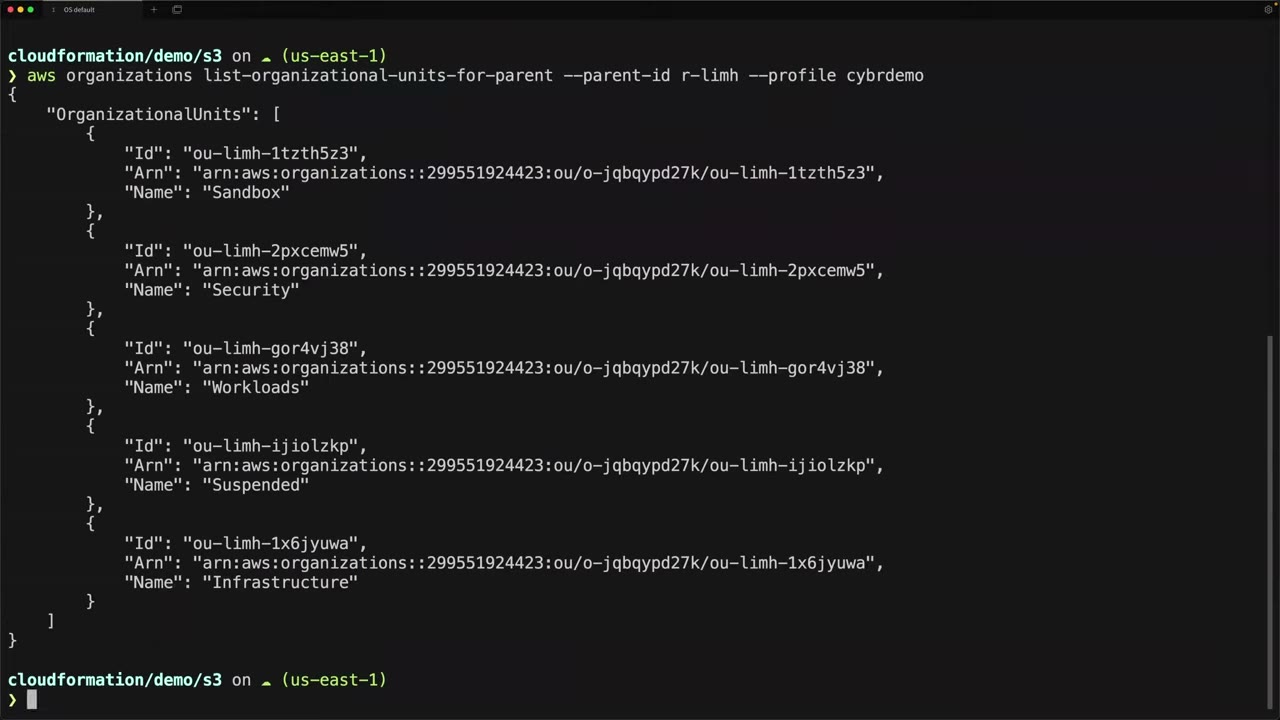 OS default
cloudformation/demo/s3 on ☁ (us-east-1)
❯ aws organizations list-organizational-units-for-parent --parent-id r-limh --profile cybrdemo
{
    "OrganizationalUnits": [
        {
            "Id": "ou-limh-1tzth5z3",
            "Arn": "arn:aws:organizations::299551924423:ou/o-jqbqypd27k/ou-limh-1tzth5z3",
            "Name": "Sandbox"
        },
        {
            "Id": "ou-limh-2pxcemw5",
            "Arn": "arn:aws:organizations::299551924423:ou/o-jqbqypd27k/ou-limh-2pxcemw5",
            "Name": "Security"
        },
        {
            "Id": "ou-limh-gor4vj38",
            "Arn": "arn:aws:organizations::299551924423:ou/o-jqbqypd27k/ou-limh-gor4vj38",
            "Name": "Workloads"
        },
        {
            "Id": "ou-limh-ijiolzkp",
            "Arn": "arn:aws:organizations::299551924423:ou/o-jqbqypd27k/ou-limh-ijiolzkp",
            "Name": "Suspended"
        },
        {
            "Id": "ou-limh-1x6jyuwa",
            "Arn": "arn:aws:organizations::299551924423:ou/o-jqbqypd27k/ou-limh-1x6jyuwa",
            "Name": "Infrastructure"
        }
    ]
}
cloudformation/demo/s3 on ☁ (us-east-1)
❯